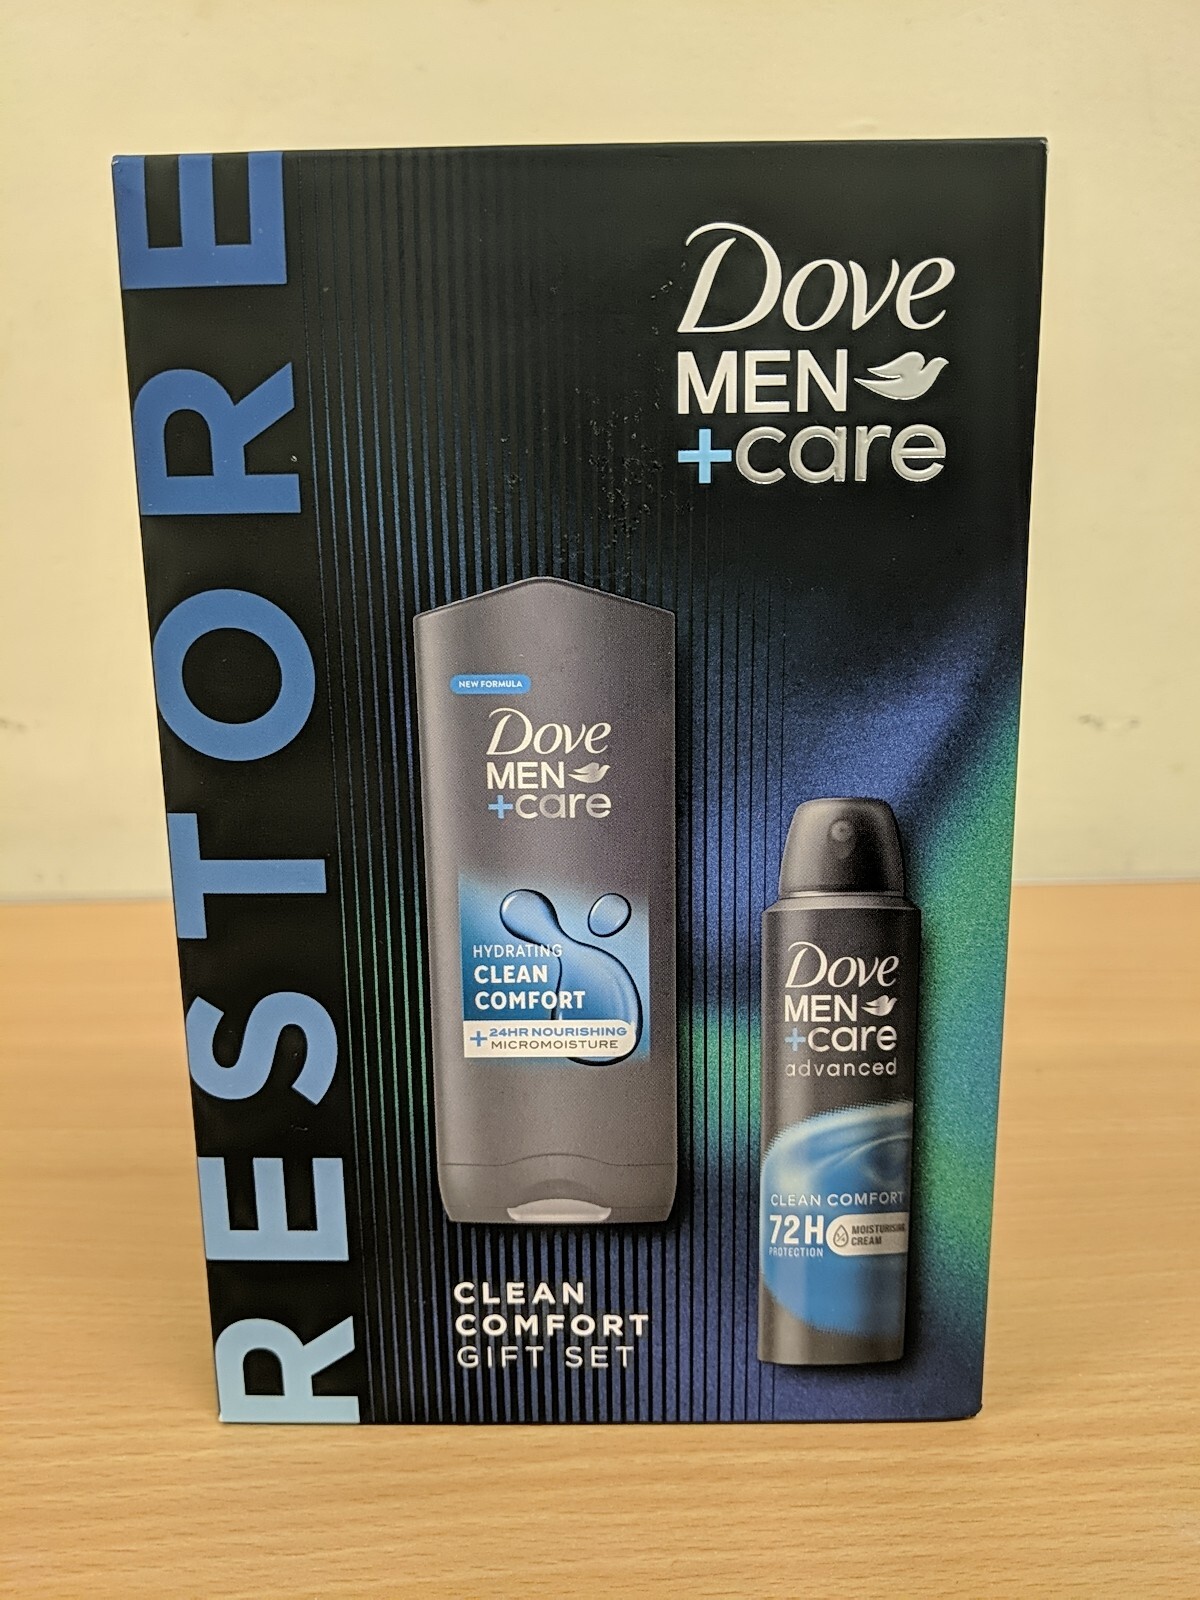 RESTORE
Dove
MEN
+care
NEW FORMULA
Dove
MEN
+care
HYDRATING
CLEAN
COMFORT
+24HR NOURISHING
MICROMOISTURE
Dove
MEN
+care
advanced
CLEAN COMFORT
72H
PROTECTION
MOISTURISING
CREAM
CLEAN
COMFORT
GIFT SET